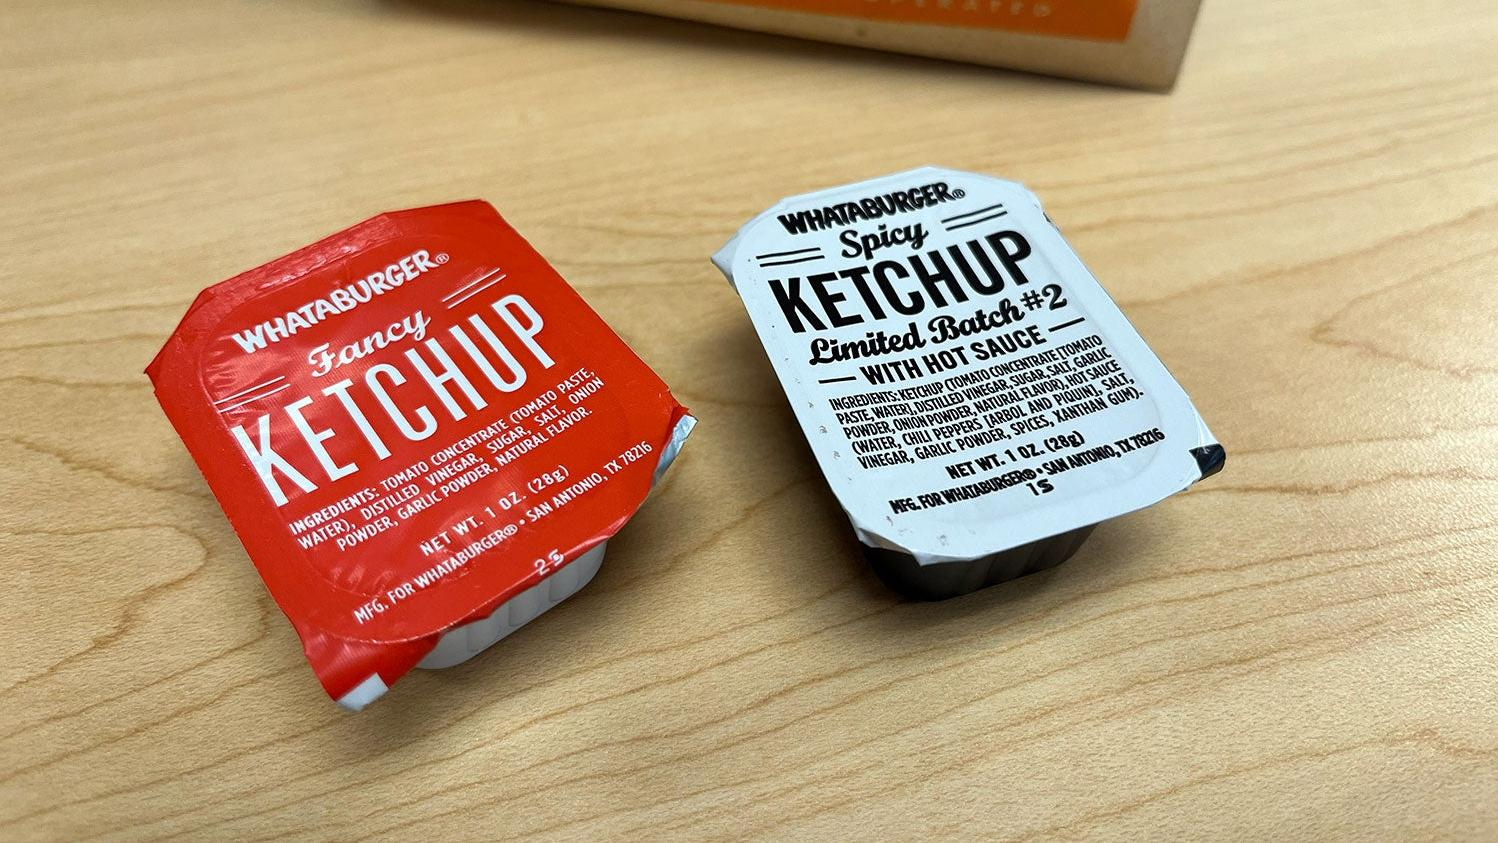 OPERATED
WHATABURGER®
Fancy
KETCHUP
INGREDIENTS: TOMATO CONCENTRATE (TOMATO PASTE,
WATER), DISTILLED VINEGAR, SUGAR, SALT, ONION
POWDER, GARLIC POWDER, NATURAL FLAVOR.
NET WT. 1 OZ. (28g)
MFG. FOR WHATABURGER® • SAN ANTONIO, TX 78216
2S
WHATABURGER®
Spicy
KETCHUP
Limited Batch #2
WITH HOT SAUCE
INGREDIENTS: KETCHUP (TOMATO CONCENTRATE [TOMATO
PASTE, WATER], DISTILLED VINEGAR, SUGAR, SALT, GARLIC
POWDER, ONION POWDER, NATURAL FLAVOR), HOT SAUCE
(WATER, CHILI PEPPERS [ARBOL AND PIQUIN], SALT,
VINEGAR, GARLIC POWDER, SPICES, XANTHAN GUM).
NET WT. 1 OZ. (28g)
MFG. FOR WHATABURGER® • SAN ANTONIO, TX 78216
1S